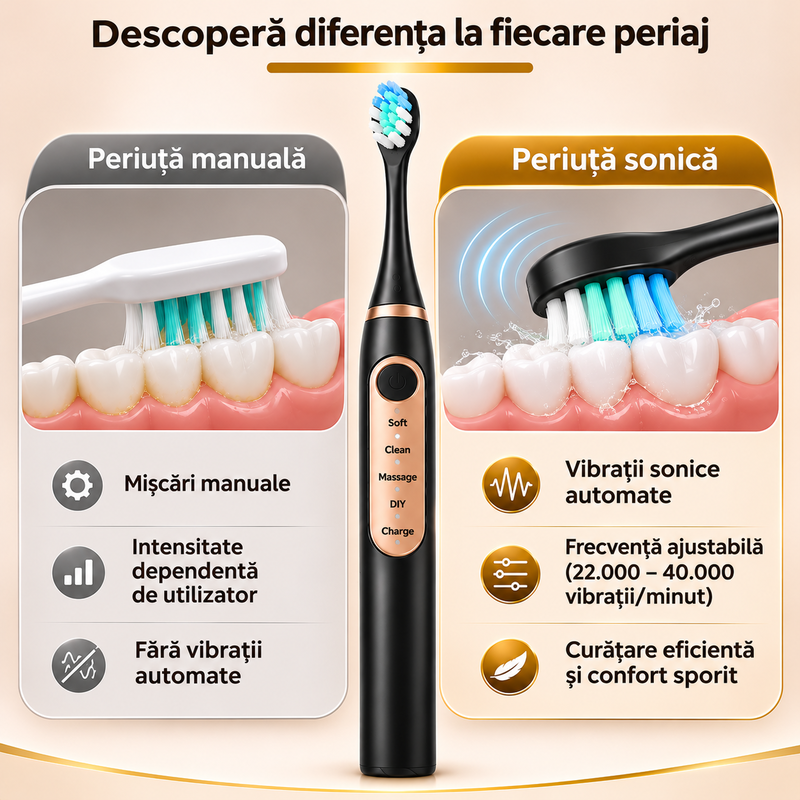 Descoperă diferența la fiecare periaj
Periuță manuală
Mișcări manuale
Intensitate
dependentă
de utilizator
Fără vibrații
automate
Soft
Clean
Massage
DIY
Charge
Periuță sonică
Vibrații sonice
automate
Frecvență ajustabilă
(22.000 – 40.000
vibrații/minut)
Curățare eficientă
și confort sporit